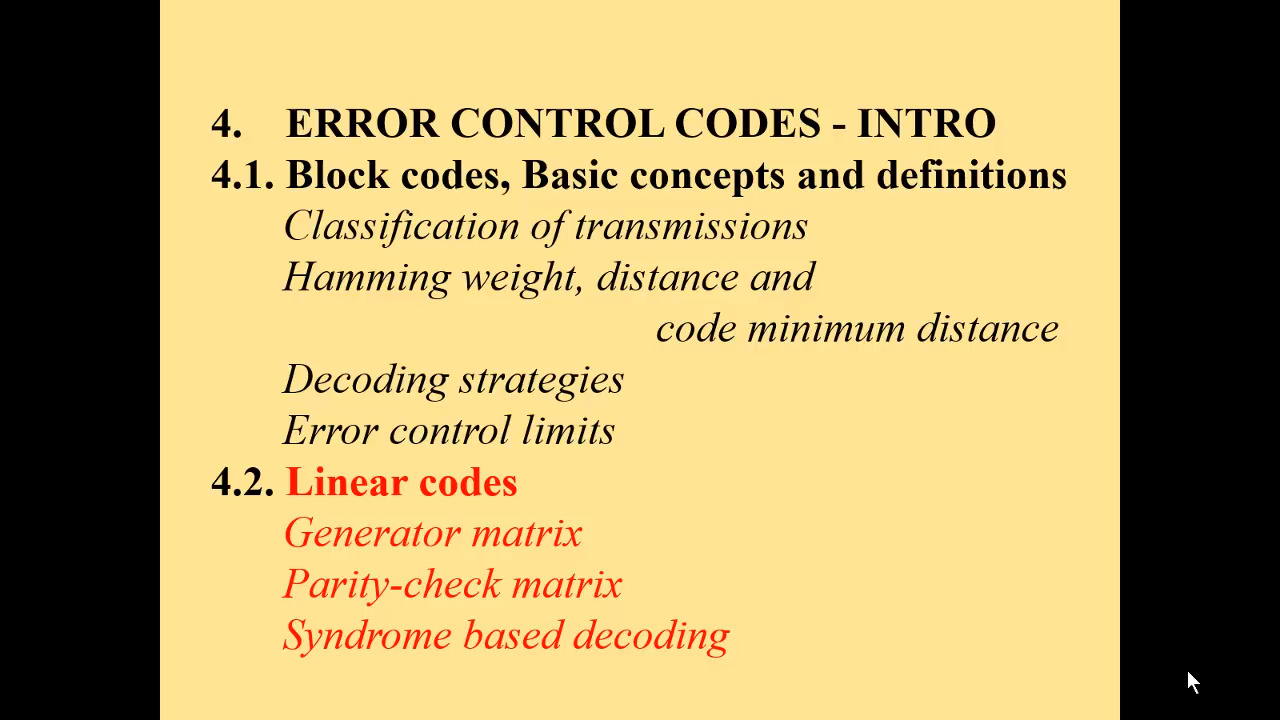 4. ERROR CONTROL CODES - INTRO
4.1. Block codes, Basic concepts and definitions
Classification of transmissions
Hamming weight, distance and
code minimum distance
Decoding strategies
Error control limits
4.2. Linear codes
Generator matrix
Parity-check matrix
Syndrome based decoding